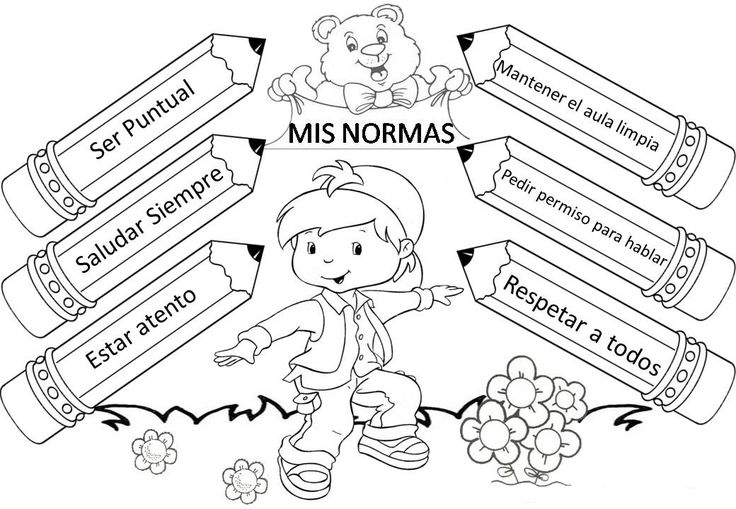 MIS NORMAS
Ser Puntual
Saludar Siempre
Estar atento
Mantener el aula limpia
Pedir permiso para hablar
Respetar a todos